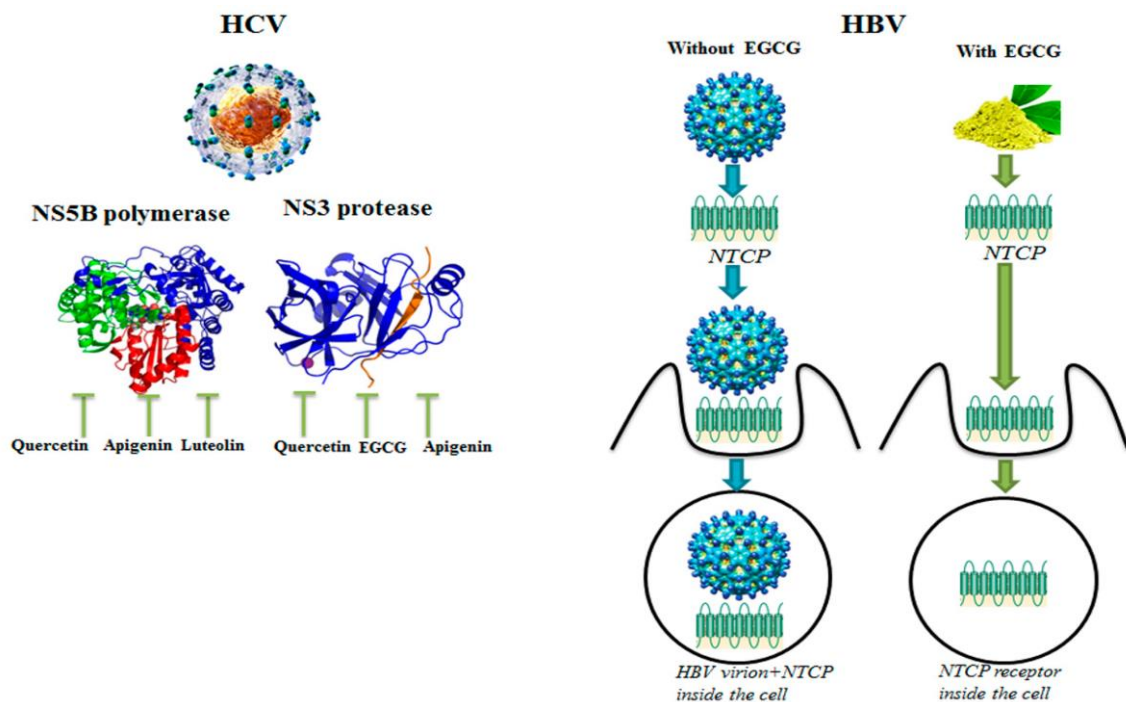 HCV
NS5B polymerase
NS3 protease
Quercetin Apigenin Luteolin
Quercetin EGCG Apigenin
HBV
Without EGCG
With EGCG
NTCP
NTCP
HBV virion+NTCP
inside the cell
NTCP receptor
inside the cell